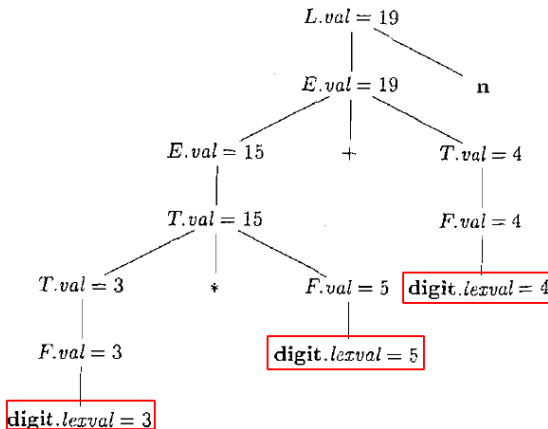 L.val = 19
E.val = 19 n
E.val = 15 + T.val = 4
T.val = 15 F.val = 4
T.val = 3 * F.val = 5 digit.lexval = 4
F.val = 3 digit.lexval = 5
digit.lexval = 3